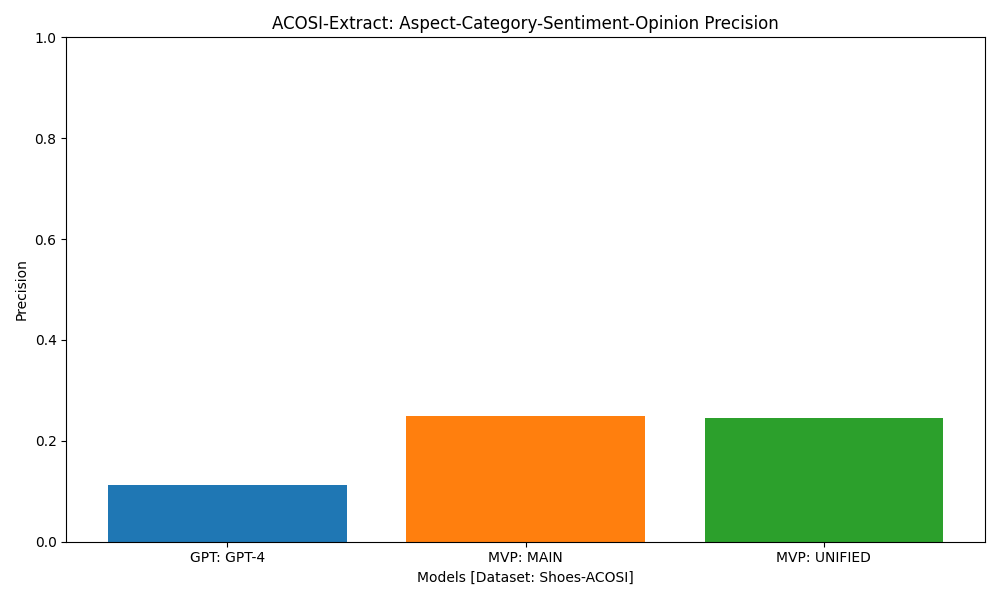 ACOSI-Extract: Aspect-Category-Sentiment-Opinion Precision
1.0
0.8
0.6
0.4
0.2
0.0
Precision
GPT: GPT-4
MVP: MAIN
MVP: UNIFIED
Models [Dataset: Shoes-ACOSI]